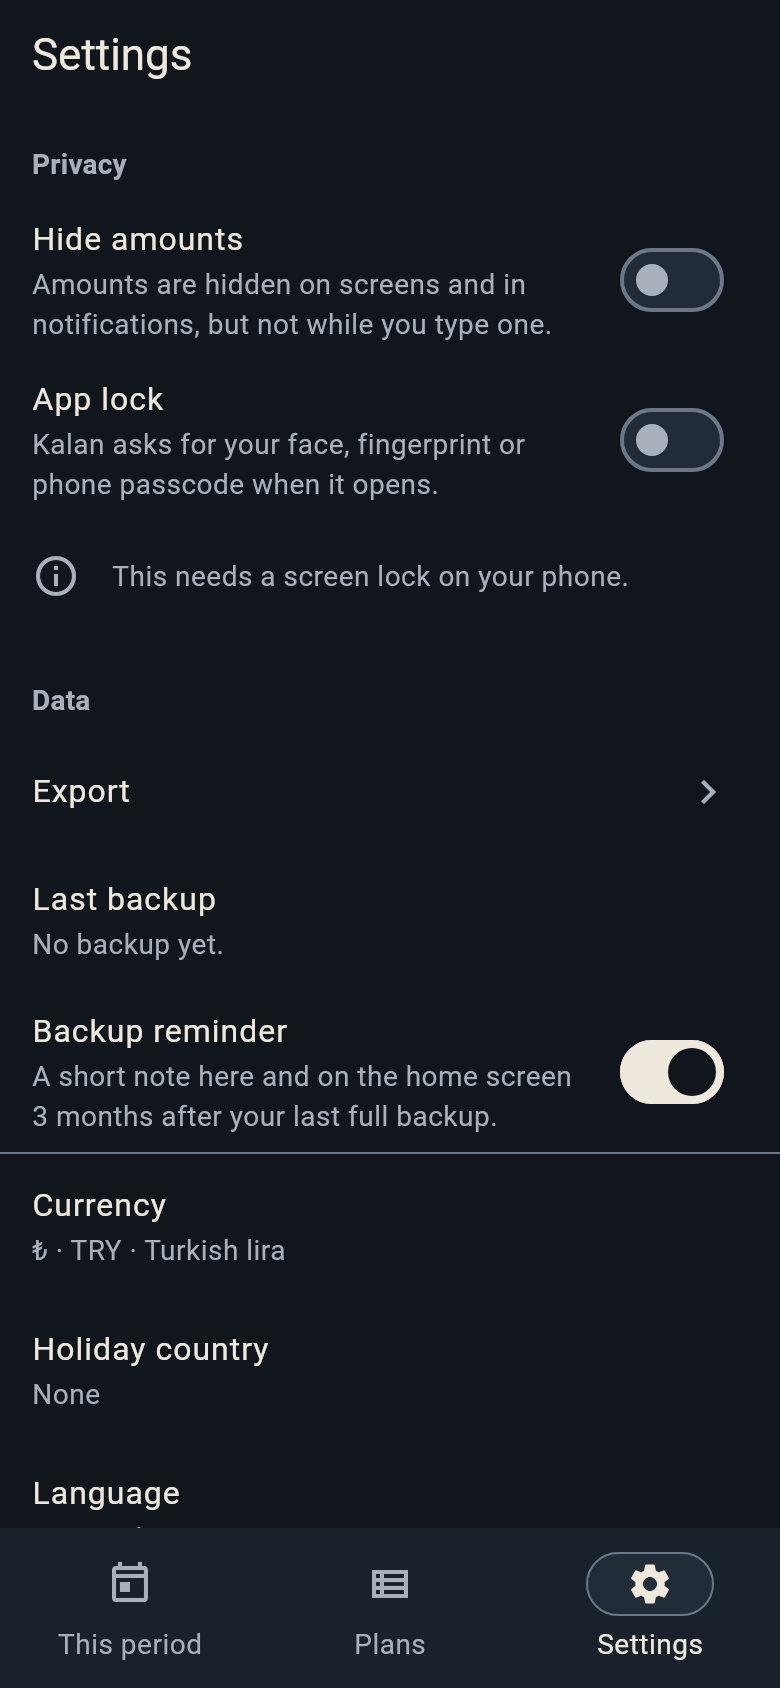 Settings
Privacy
Hide amounts
Amounts are hidden on screens and in
notifications, but not while you type one.
App lock
Kalan asks for your face, fingerprint or
phone passcode when it opens.
This needs a screen lock on your phone.
Data
Export
Last backup
No backup yet.
Backup reminder
A short note here and on the home screen
3 months after your last full backup.
Currency
₺ · TRY · Turkish lira
Holiday country
None
Language
This period
Plans
Settings